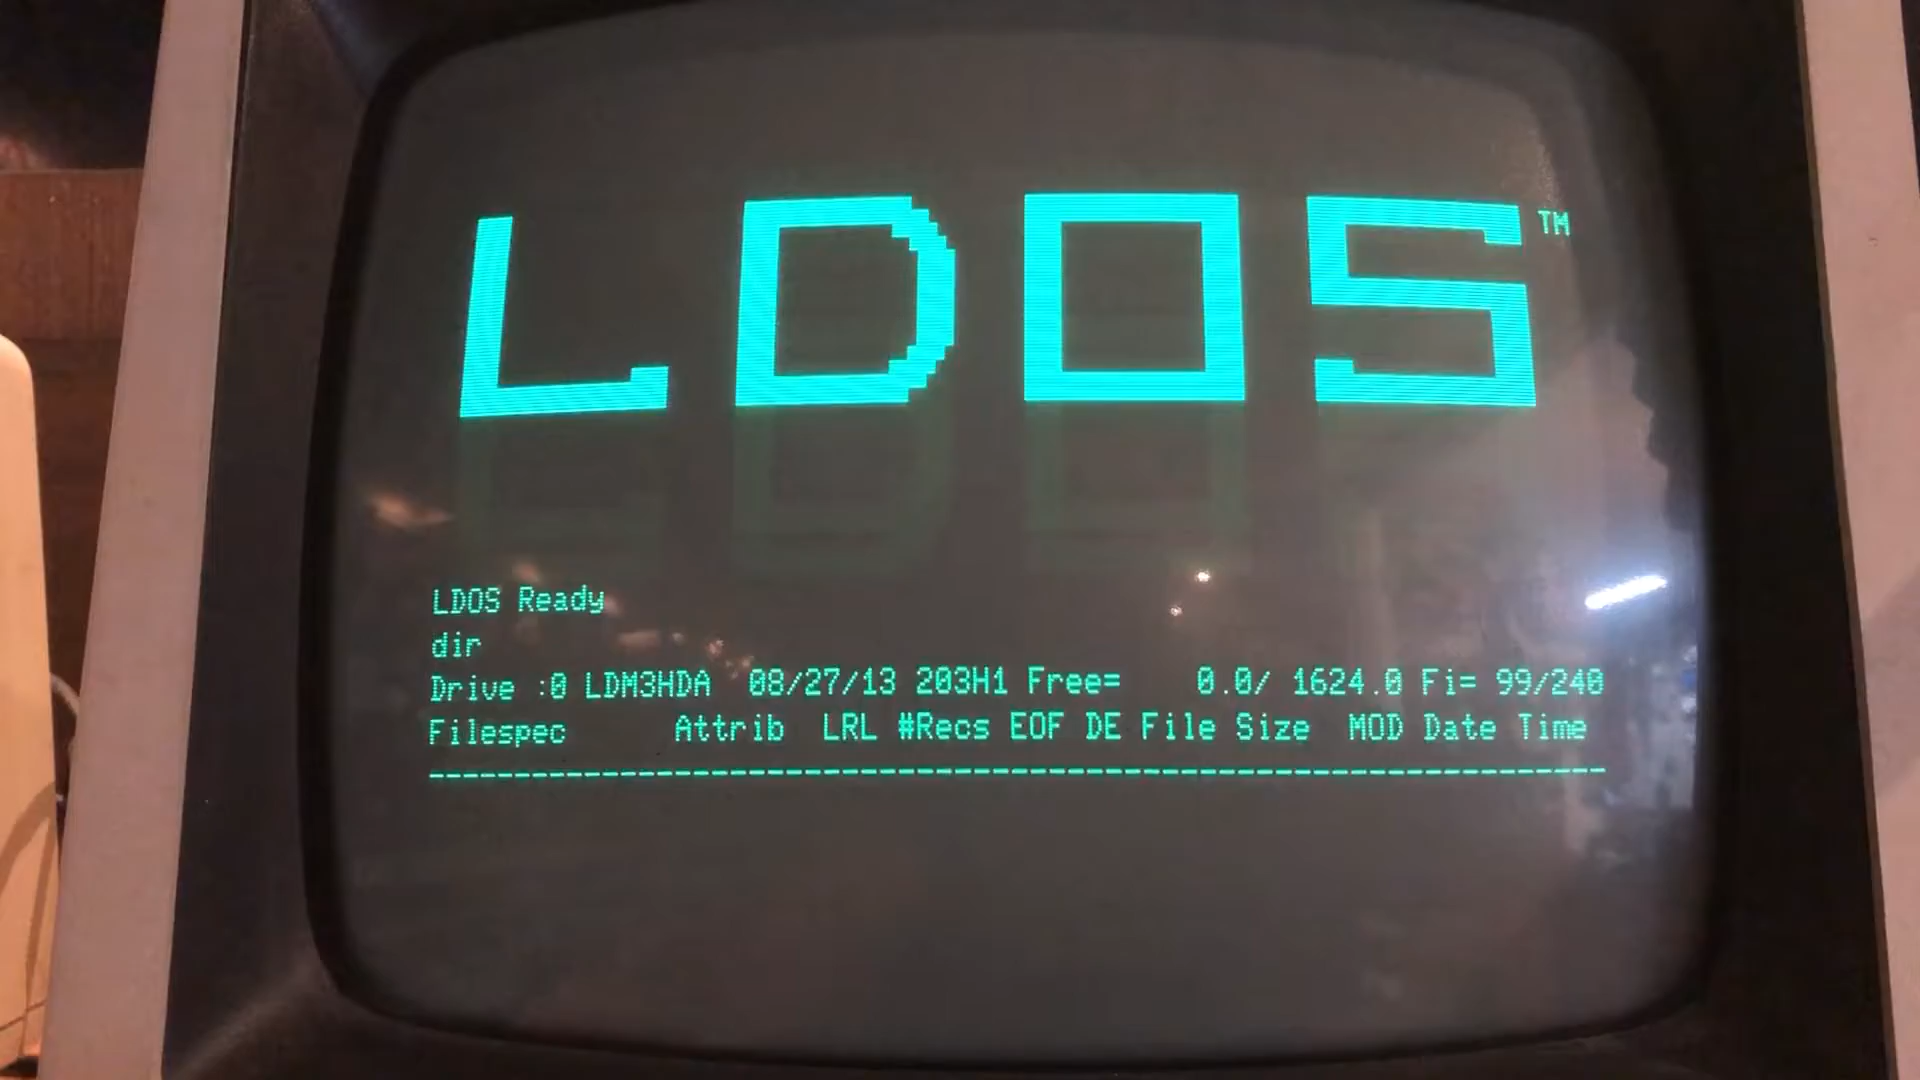 LDOS™
LDOS Ready
dir
Drive :0 LDM3HDA 08/27/13 203H1 Free= 0.0/ 1624.0 Fi= 99/240
Filespec Attrib LRL #Recs EOF DE File Size MOD Date Time
----------------------------------------------------------------